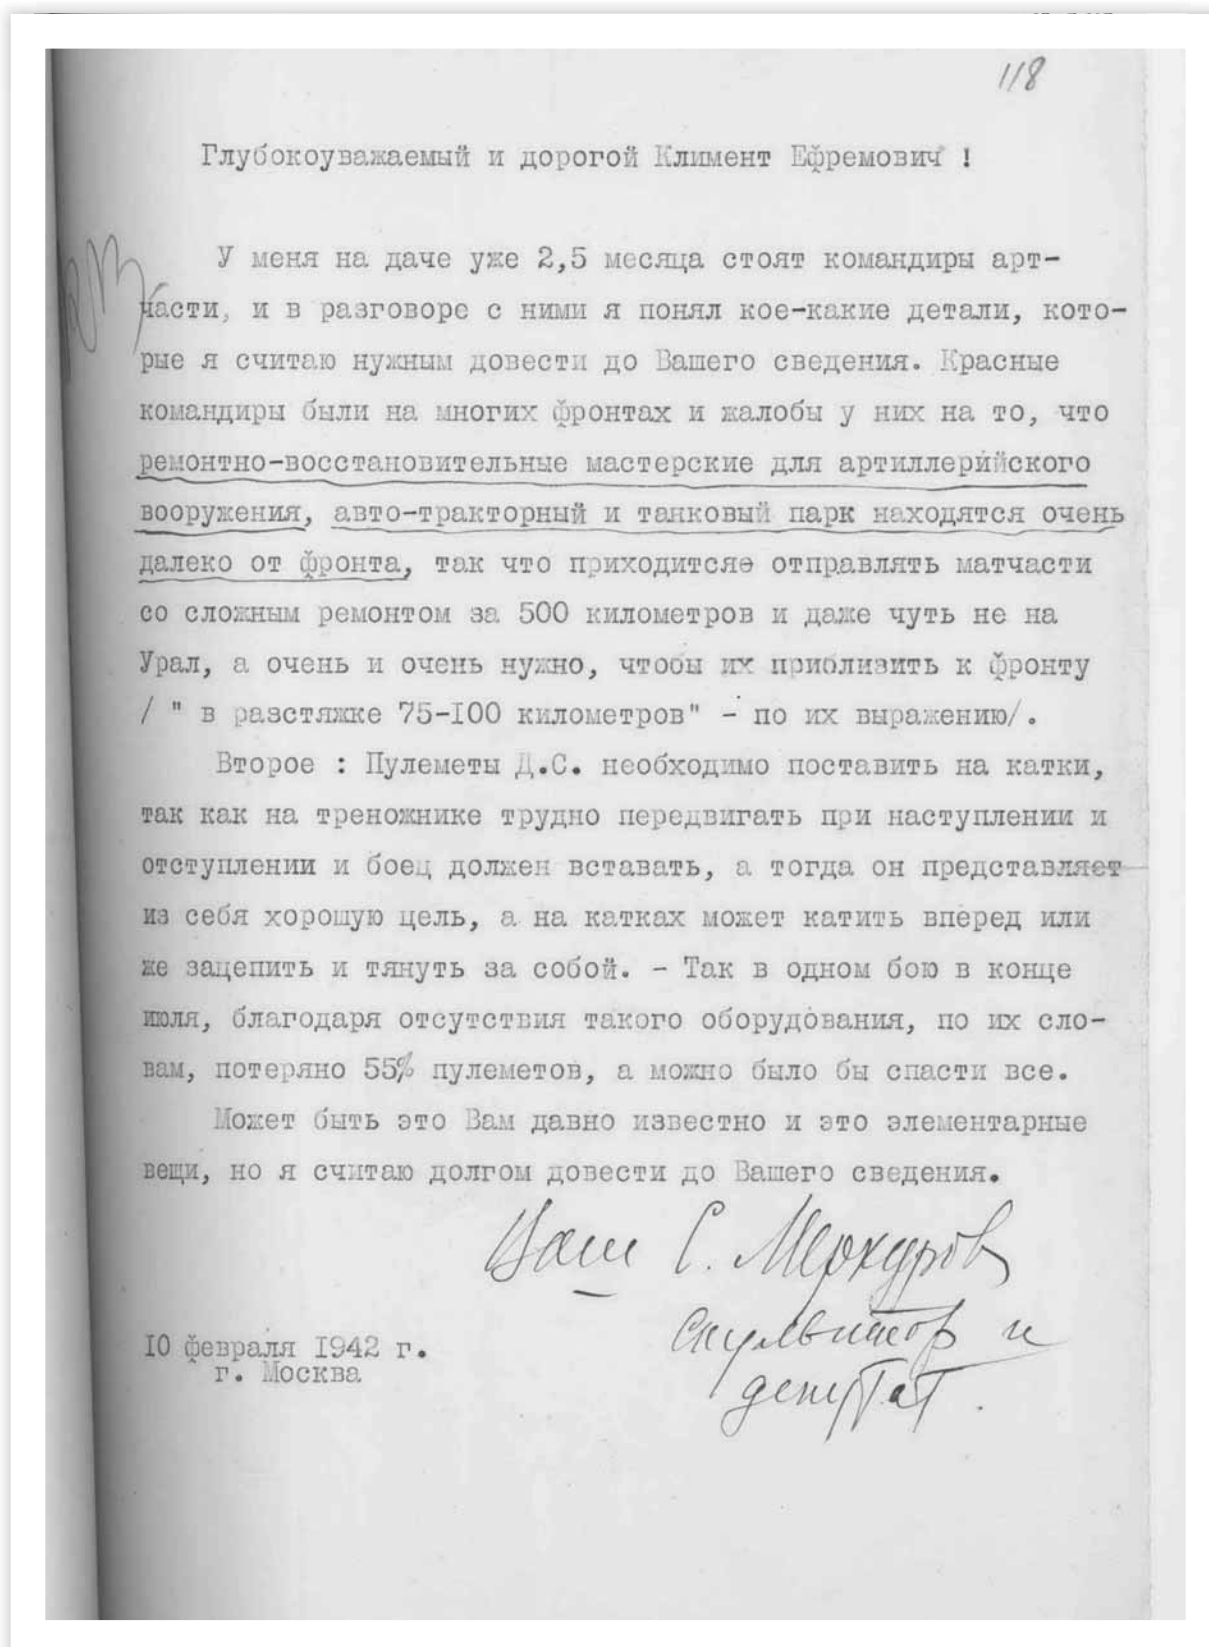 118
Глубокоуважаемый и дорогой Климент Ефремович !
У меня на даче уже 2,5 месяца стоят командиры арт-
части, и в разговоре с ними я понял кое-какие детали, кото-
рые я считаю нужным довести до Вашего сведения. Красные
командиры были на многих фронтах и жалобы у них на то, что
ремонтно-восстановительные мастерские для артиллерийского
вооружения, авто-тракторный и танковый парк находятся очень
далеко от фронта, так что приходится отправлять матчасти
со сложным ремонтом за 500 километров и даже чуть не на
Урал, а очень и очень нужно, чтобы их приблизить к фронту
/ " в разстяжке 75-100 километров" - по их выражению/.
Второе : Пулеметы Д.С. необходимо поставить на катки,
так как на треножнике трудно передвигать при наступлении и
отступлении и боец должен вставать, а тогда он представляет
из себя хорошую цель, а на катках может катить вперед или
же зацепить и тянуть за собой. - Так в одном бою в конце
июля, благодаря отсутствия такого оборудования, по их сло-
вам, потеряно 55% пулеметов, а можно было бы спасти все.
Может быть это Вам давно известно и это элементарные
вещи, но я считаю долгом довести до Вашего сведения.
Ваш С. Меркуров
скульптор и
депутат.
10 февраля 1942 г.
г. Москва